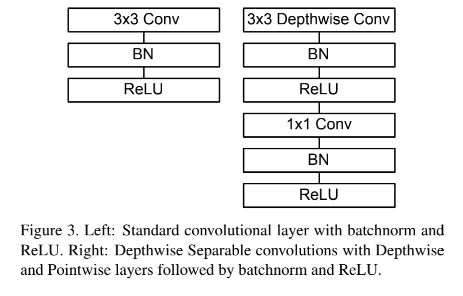 3x3 Conv
BN
ReLU
3x3 Depthwise Conv
BN
ReLU
1x1 Conv
BN
ReLU
Figure 3. Left: Standard convolutional layer with batchnorm and
ReLU. Right: Depthwise Separable convolutions with Depthwise
and Pointwise layers followed by batchnorm and ReLU.